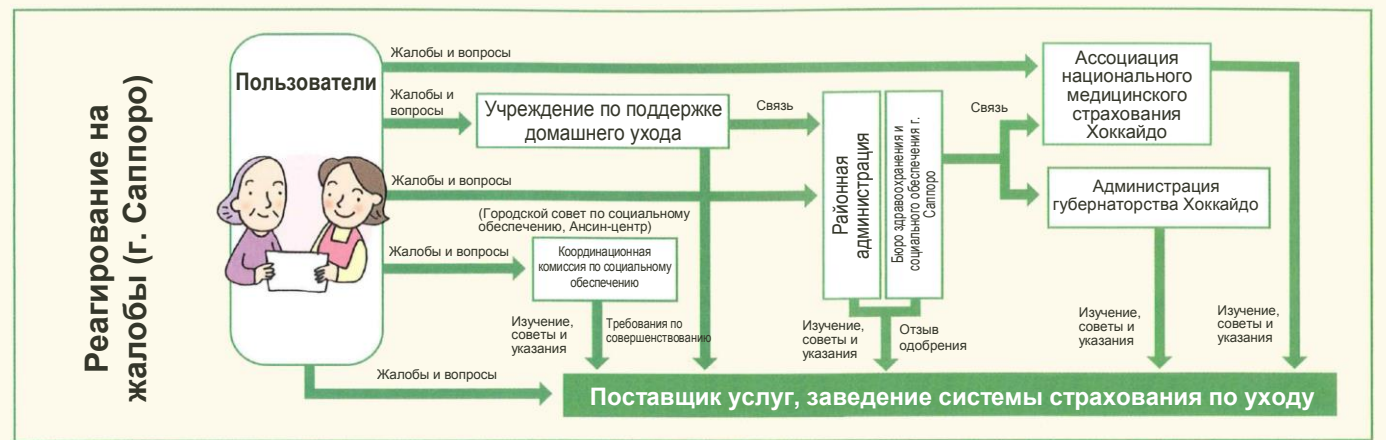 Реагирование на
жалобы (г. Саппоро)
Пользователи
Жалобы и вопросы
Ассоциация
национального
медицинского
страхования
Хоккайдо
Жалобы и
вопросы
Учреждение по поддержке
домашнего ухода
Связь
Районная
администрация
Бюро здравоохранения и
социального обеспечения г.
Саппоро
Связь
Жалобы и вопросы
Администрация
губернаторства Хоккайдо
(Городской совет по социальному
обеспечению, Ансин-центр)
Жалобы и вопросы
Координационная
комиссия по социальному
обеспечению
Изучение,
советы и
указания
Требования по
совершенствованию
Изучение,
советы и
указания
Отзыв
одобрения
Изучение,
советы и
указания
Изучение,
советы и
указания
Жалобы и вопросы
Поставщик услуг, заведение системы страхования по уходу